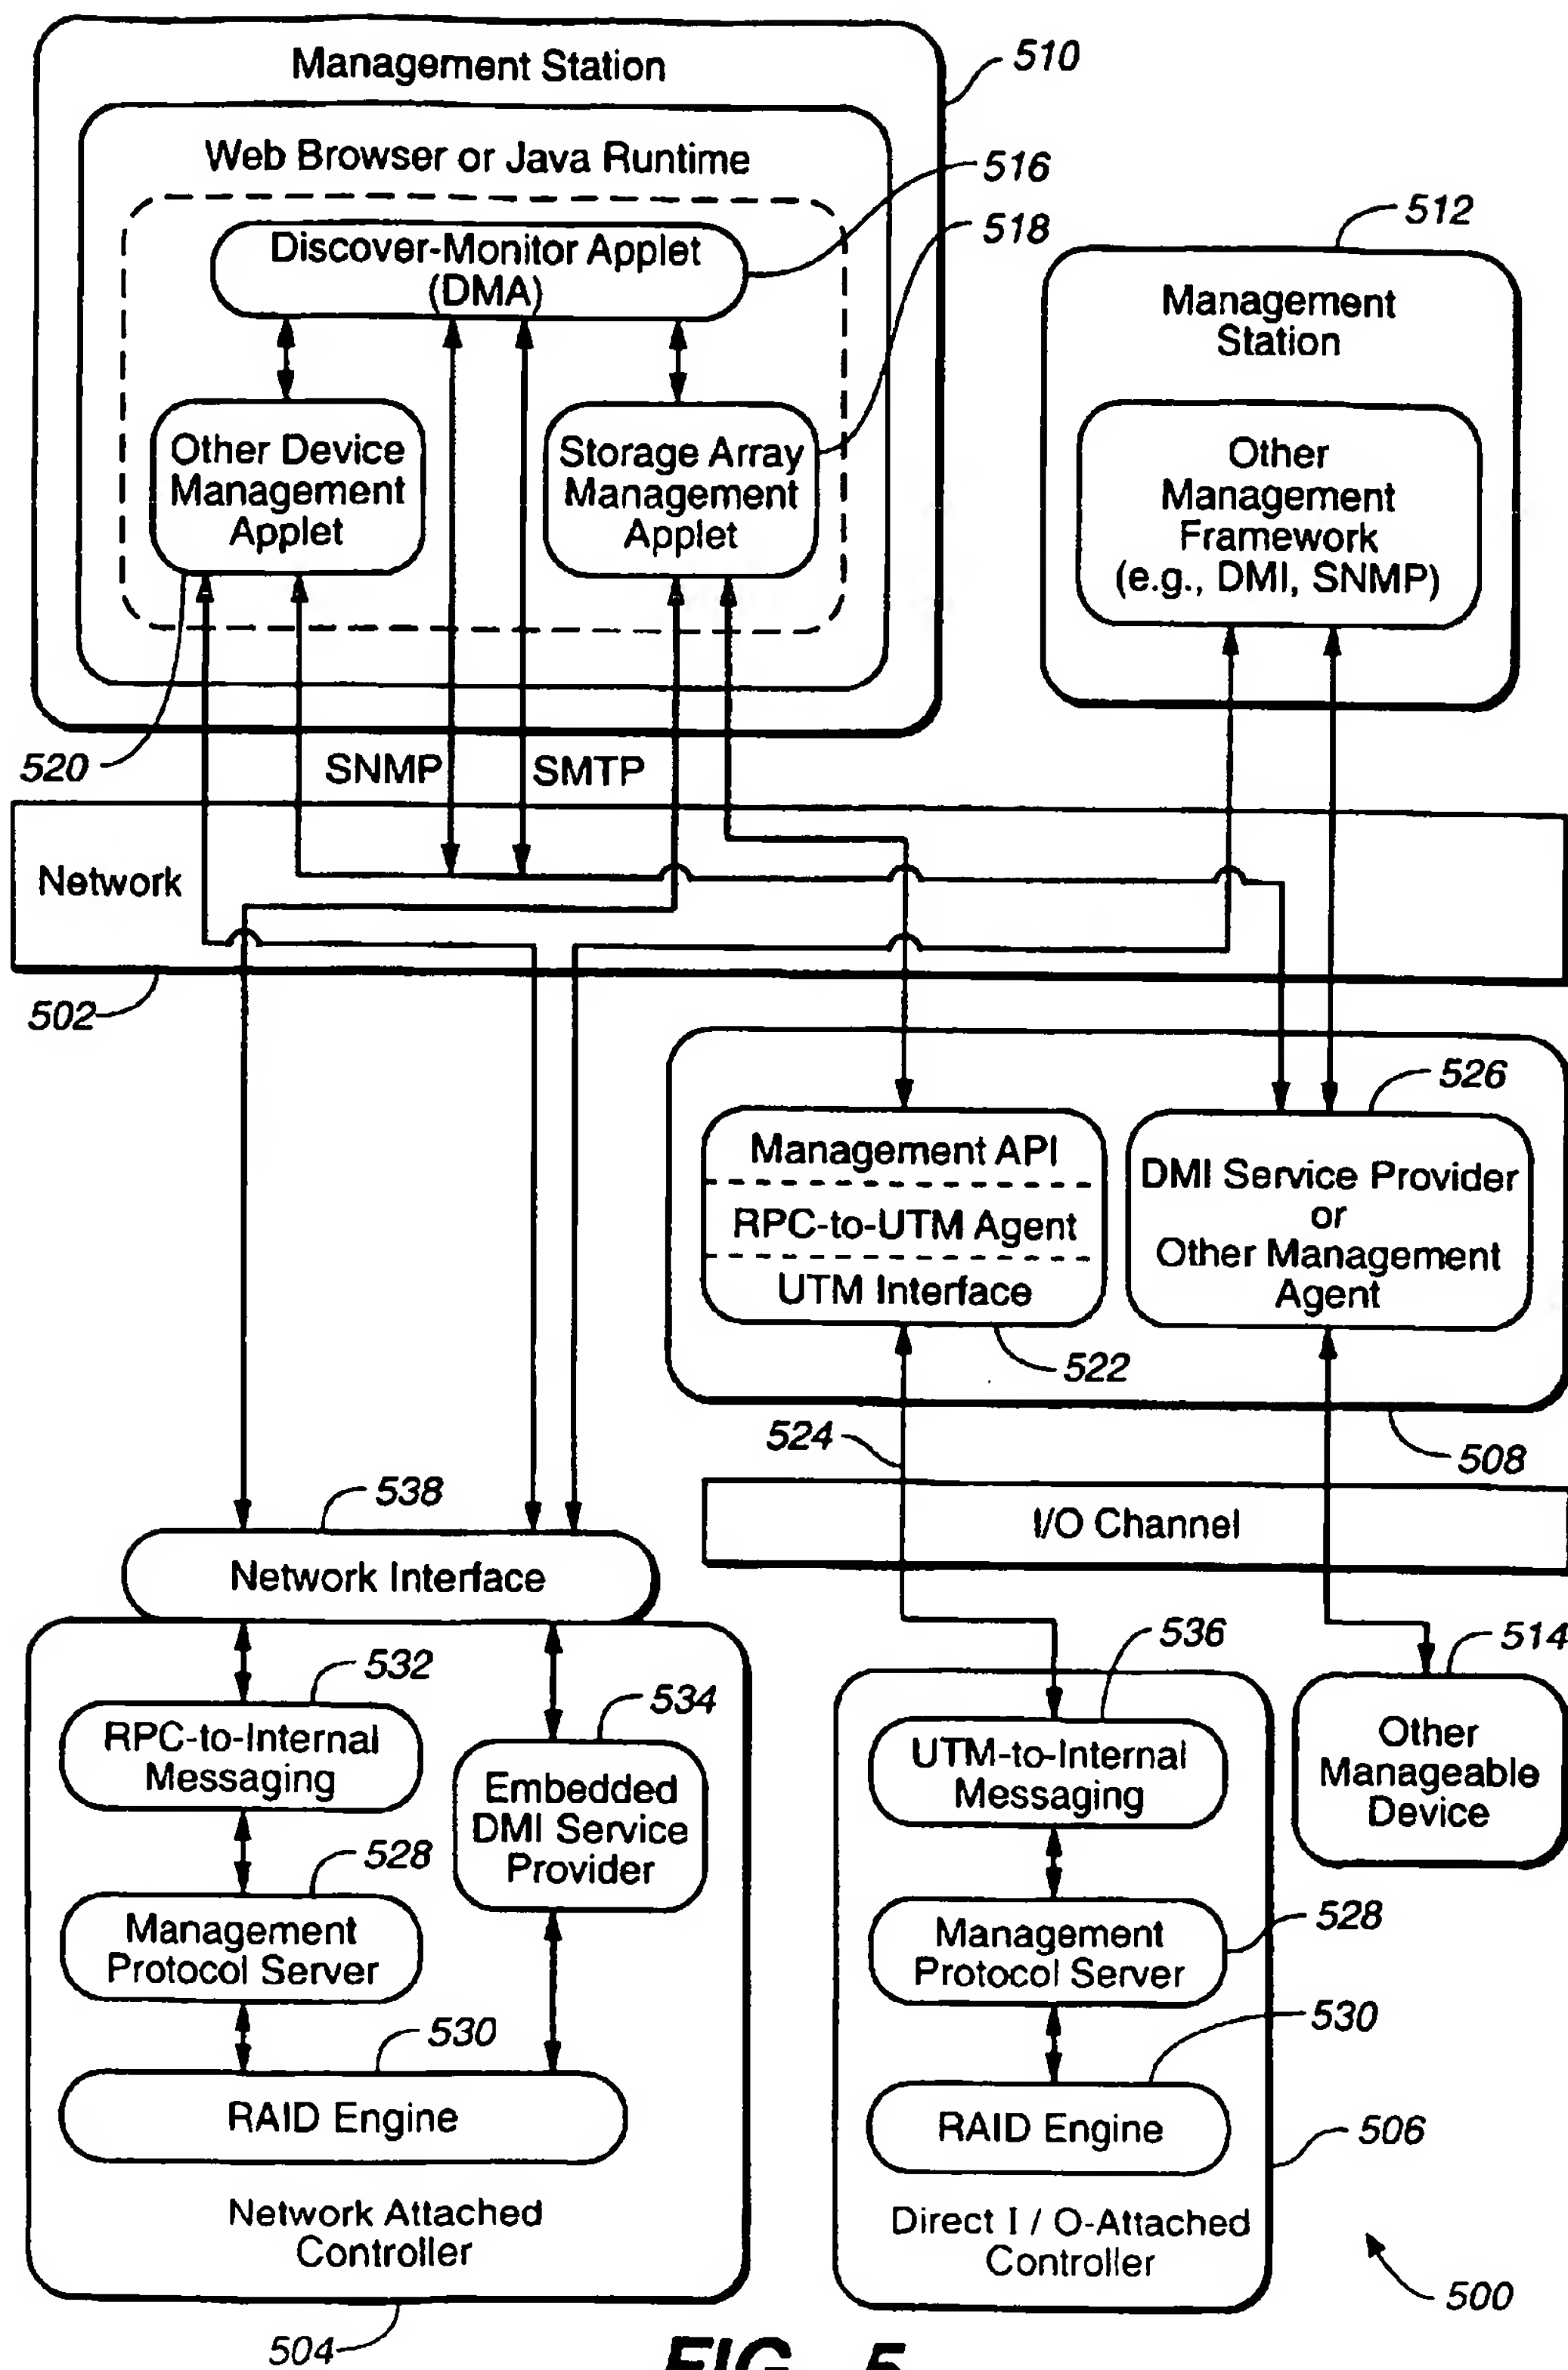 Management Station
510
Web Browser or Java Runtime
516
Discover-Monitor Applet
(DMA)
518
512
Management
Station
Other Device
Management
Applet
Storage Array
Management
Applet
Other
Management
Framework
(e.g., DMI, SNMP)
520
SNMP
SMTP
Network
502
526
Management API
RPC-to-UTM Agent
UTM Interface
DMI Service Provider
or
Other Management
Agent
522
524
508
538
I/O Channel
Network Interface
532
534
536
514
RPC-to-Internal
Messaging
Embedded
DMI Service
Provider
UTM-to-Internal
Messaging
Other
Manageable
Device
528
Management
Protocol Server
528
Management
Protocol Server
530
RAID Engine
530
RAID Engine
506
Network Attached
Controller
Direct I / O-Attached
Controller
500
504
FIG._5